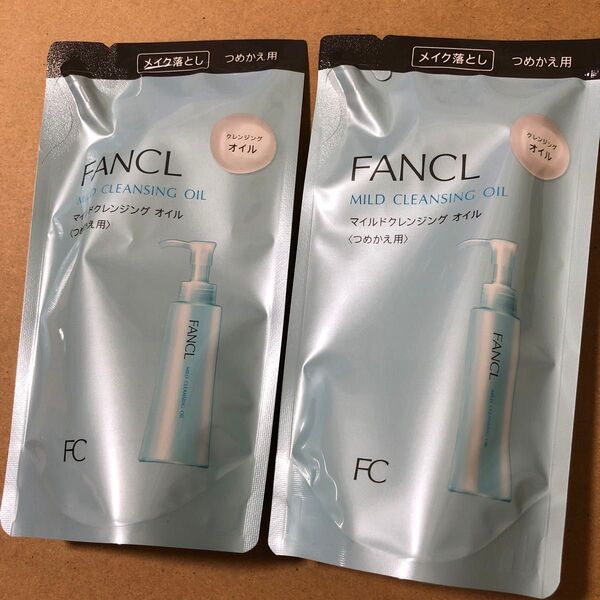 メイク落とし つめかえ用
クレンジング
オイル
FANCL
MILD CLEANSING OIL
マイルドクレンジング オイル
〈つめかえ用〉
FANCL
MILD CLEANSING OIL
FC
メイク落とし つめかえ用
クレンジング
オイル
FANCL
MILD CLEANSING OIL
マイルドクレンジング オイル
〈つめかえ用〉
FANCL
MILD CLEANSING OIL
FC